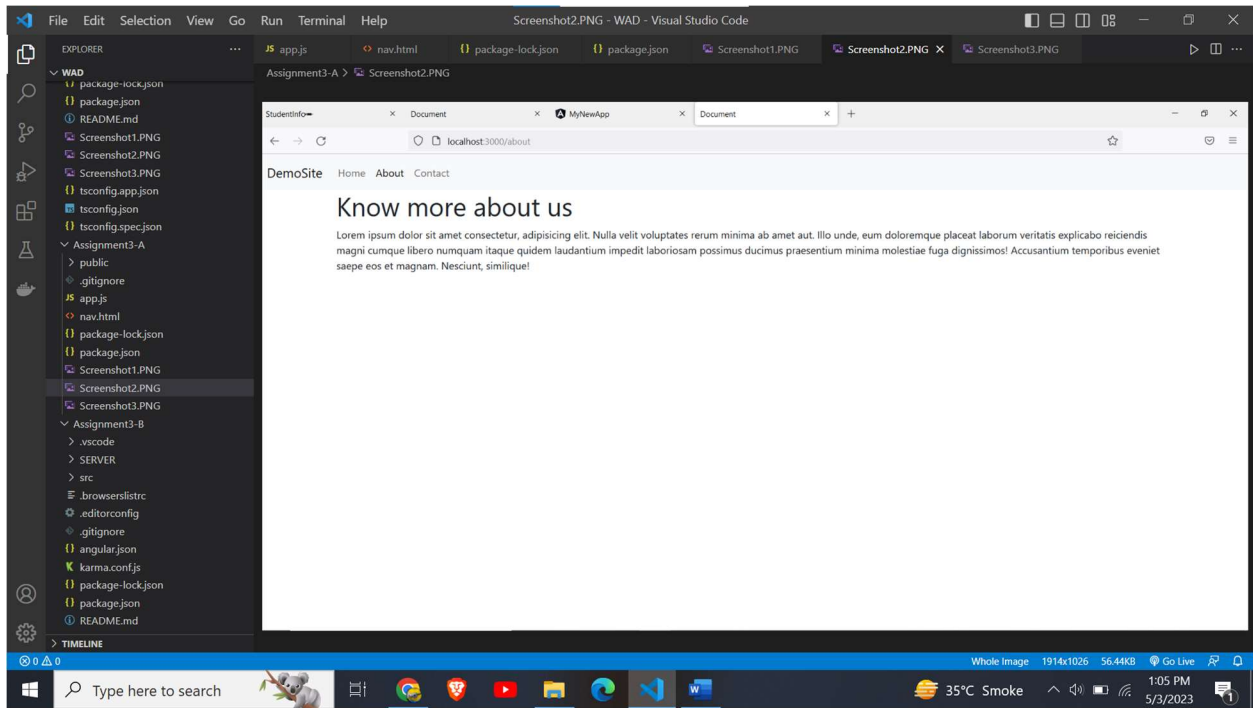 File Edit Selection View Go Run Terminal Help Screenshot2.PNG - WAD - Visual Studio Code
EXPLORER
JS app.js <> nav.html {} package-lock.json {} package.json Screenshot1.PNG Screenshot2.PNG Screenshot3.PNG
WAD
Assignment3-A > Screenshot2.PNG
{} package-lock.json
{} package.json
README.md
Screenshot1.PNG
Screenshot2.PNG
Screenshot3.PNG
{} tsconfig.app.json
TS tsconfig.json
{} tsconfig.spec.json
Assignment3-A
> public
.gitignore
JS app.js
<> nav.html
{} package-lock.json
{} package.json
Screenshot1.PNG
Screenshot2.PNG
Screenshot3.PNG
Assignment3-B
> .vscode
> SERVER
> src
.browserslistrc
.editorconfig
.gitignore
{} angular.json
karma.conf.js
{} package-lock.json
{} package.json
README.md
> TIMELINE
StudentInfo Document MyNewApp Document
localhost:3000/about
DemoSite Home About Contact
Know more about us
Lorem ipsum dolor sit amet consectetur, adipisicing elit. Nulla velit voluptates rerum minima ab amet aut. Illo unde, eum doloremque placeat laborum veritatis explicabo reiciendis
magni cumque libero numquam itaque quidem laudantium impedit laboriosam possimus ducimus praesentium minima molestiae fuga dignissimos! Accusantium temporibus eveniet
saepe eos et magnam. Nesciunt, similique!
0 0 Whole Image 1914x1026 56.44KB Go Live
Type here to search W 35°C Smoke 1:05 PM
5/3/2023 1